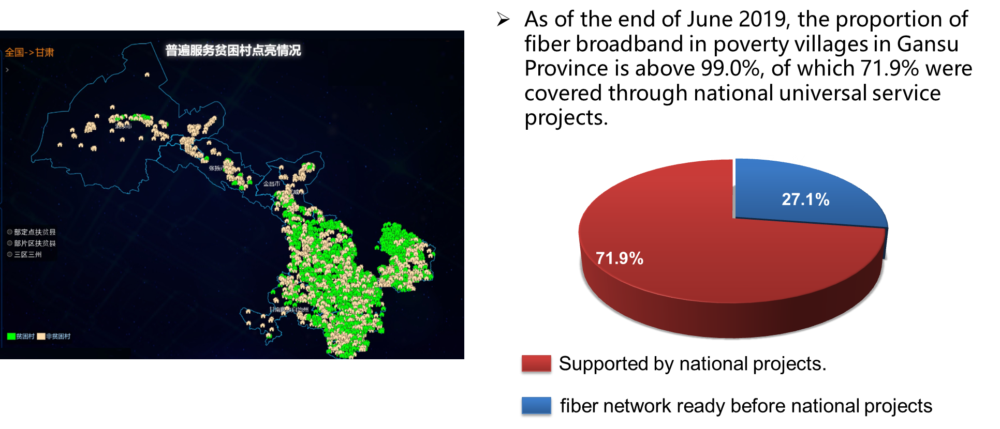 全国->甘肃
普遍服务贫困村点亮情况
>
张掖市
金昌市
甘南藏族自治州
部定点扶贫县
部片区扶贫县
三区三州
贫困村 非贫困村
➢ As of the end of June 2019, the proportion of
fiber broadband in poverty villages in Gansu
Province is above 99.0%, of which 71.9% were
covered through national universal service
projects.
27.1%
71.9%
Supported by national projects.
fiber network ready before national projects